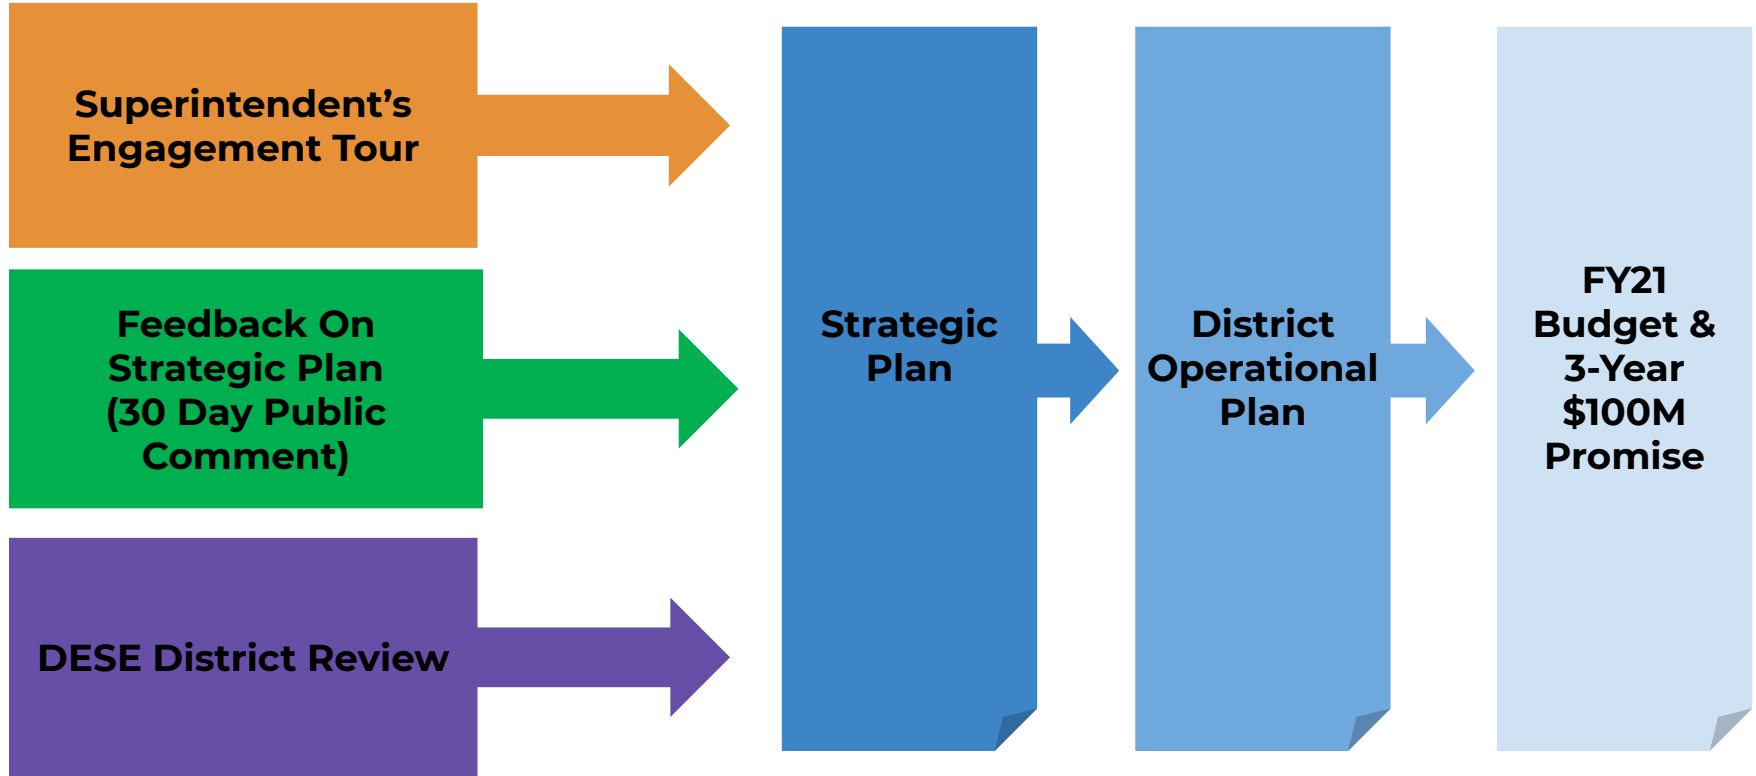 Superintendent’s
Engagement Tour
Feedback On
Strategic Plan
(30 Day Public
Comment)
DESE District Review
Strategic
Plan
District
Operational
Plan
FY21
Budget &
3-Year
$100M
Promise